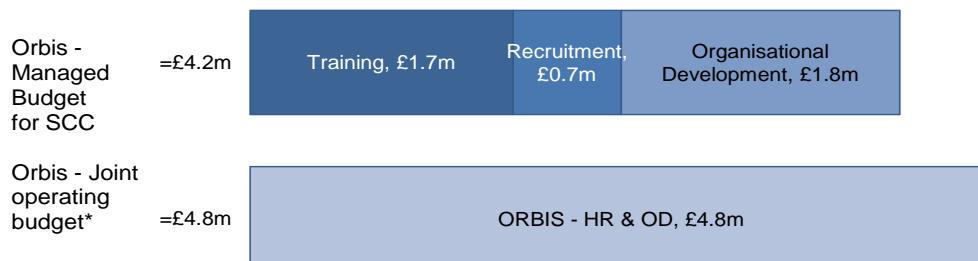 Orbis -
Managed
Budget
for SCC
=£4.2m
Training, £1.7m
Recruitment,
£0.7m
Organisational
Development, £1.8m
Orbis - Joint
operating
budget*
=£4.8m
ORBIS - HR & OD, £4.8m